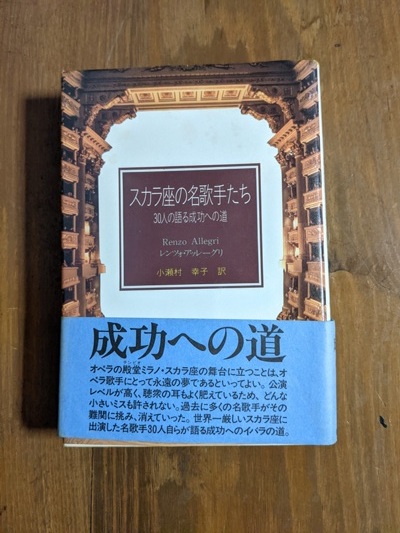 スカラ座の名歌手たち
30人の語る成功への道
Renzo Allegri
レンツォ・アッレーグリ
小瀬村 幸子 訳
成功への道
オペラの殿堂ミラノ・スカラ座の舞台に立つことは、オ
ペラ歌手にとって永遠の夢であるといってよい。公演
レベルが高く、聴衆の耳もよく肥えているため、どんな
小さいミスも許されない。過去に多くの名歌手がその
難関に挑み、消えていった。世界一厳しいスカラ座に
出演した名歌手30人自らが語る成功へのイバラの道。